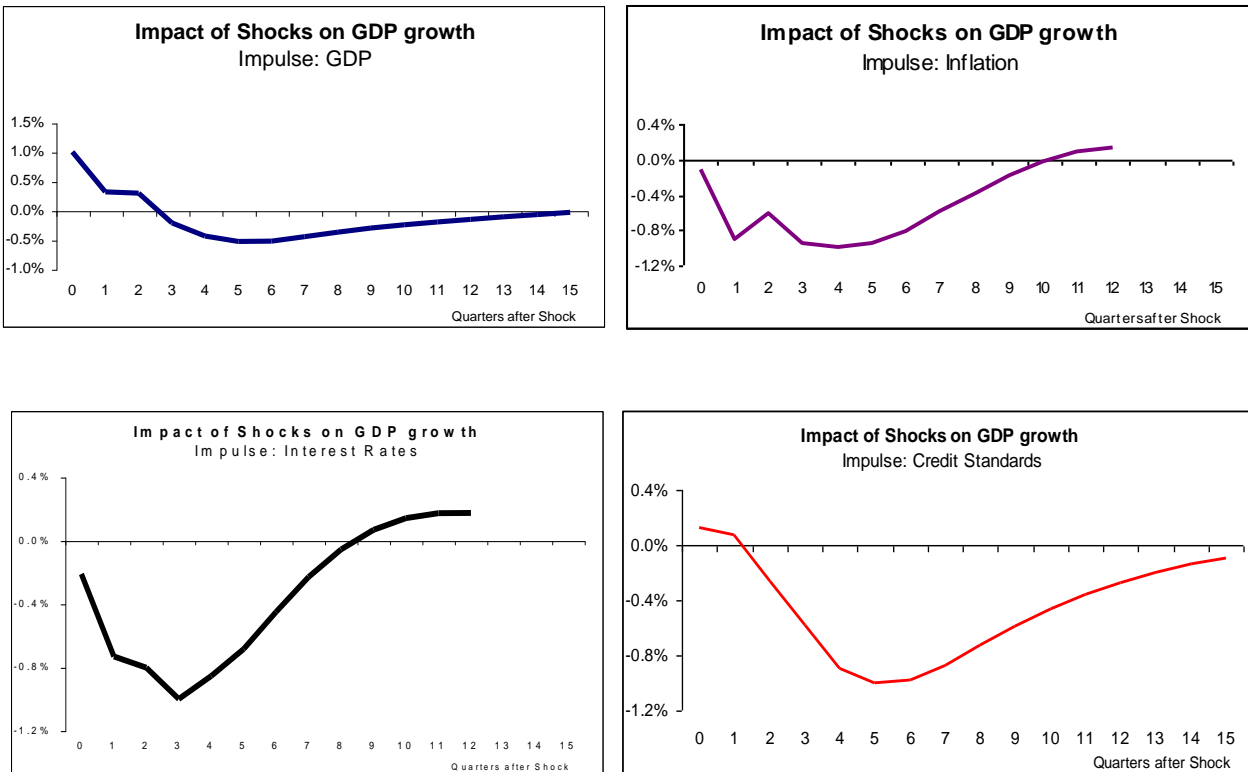 Impact of Shocks on GDP growth
Impulse: GDP
1.5%
1.0%
0.5%
0.0%
-0.5%
-1.0%
0 1 2 3 4 5 6 7 8 9 10 11 12 13 14 15
Quarters after Shock
Impact of Shocks on GDP growth
Impulse: Inflation
0.4%
0.0%
-0.4%
-0.8%
-1.2%
0 1 2 3 4 5 6 7 8 9 10 11 12 13 14 15
Quartersafter Shock
Impact of Shocks on GDP growth
Impulse: Interest Rates
0.4%
0.0%
-0.4%
-0.8%
-1.2%
0 1 2 3 4 5 6 7 8 9 10 11 12 13 14 15
Quarters after Shock
Impact of Shocks on GDP growth
Impulse: Credit Standards
0.4%
0.0%
-0.4%
-0.8%
-1.2%
0 1 2 3 4 5 6 7 8 9 10 11 12 13 14 15
Quarters after Shock